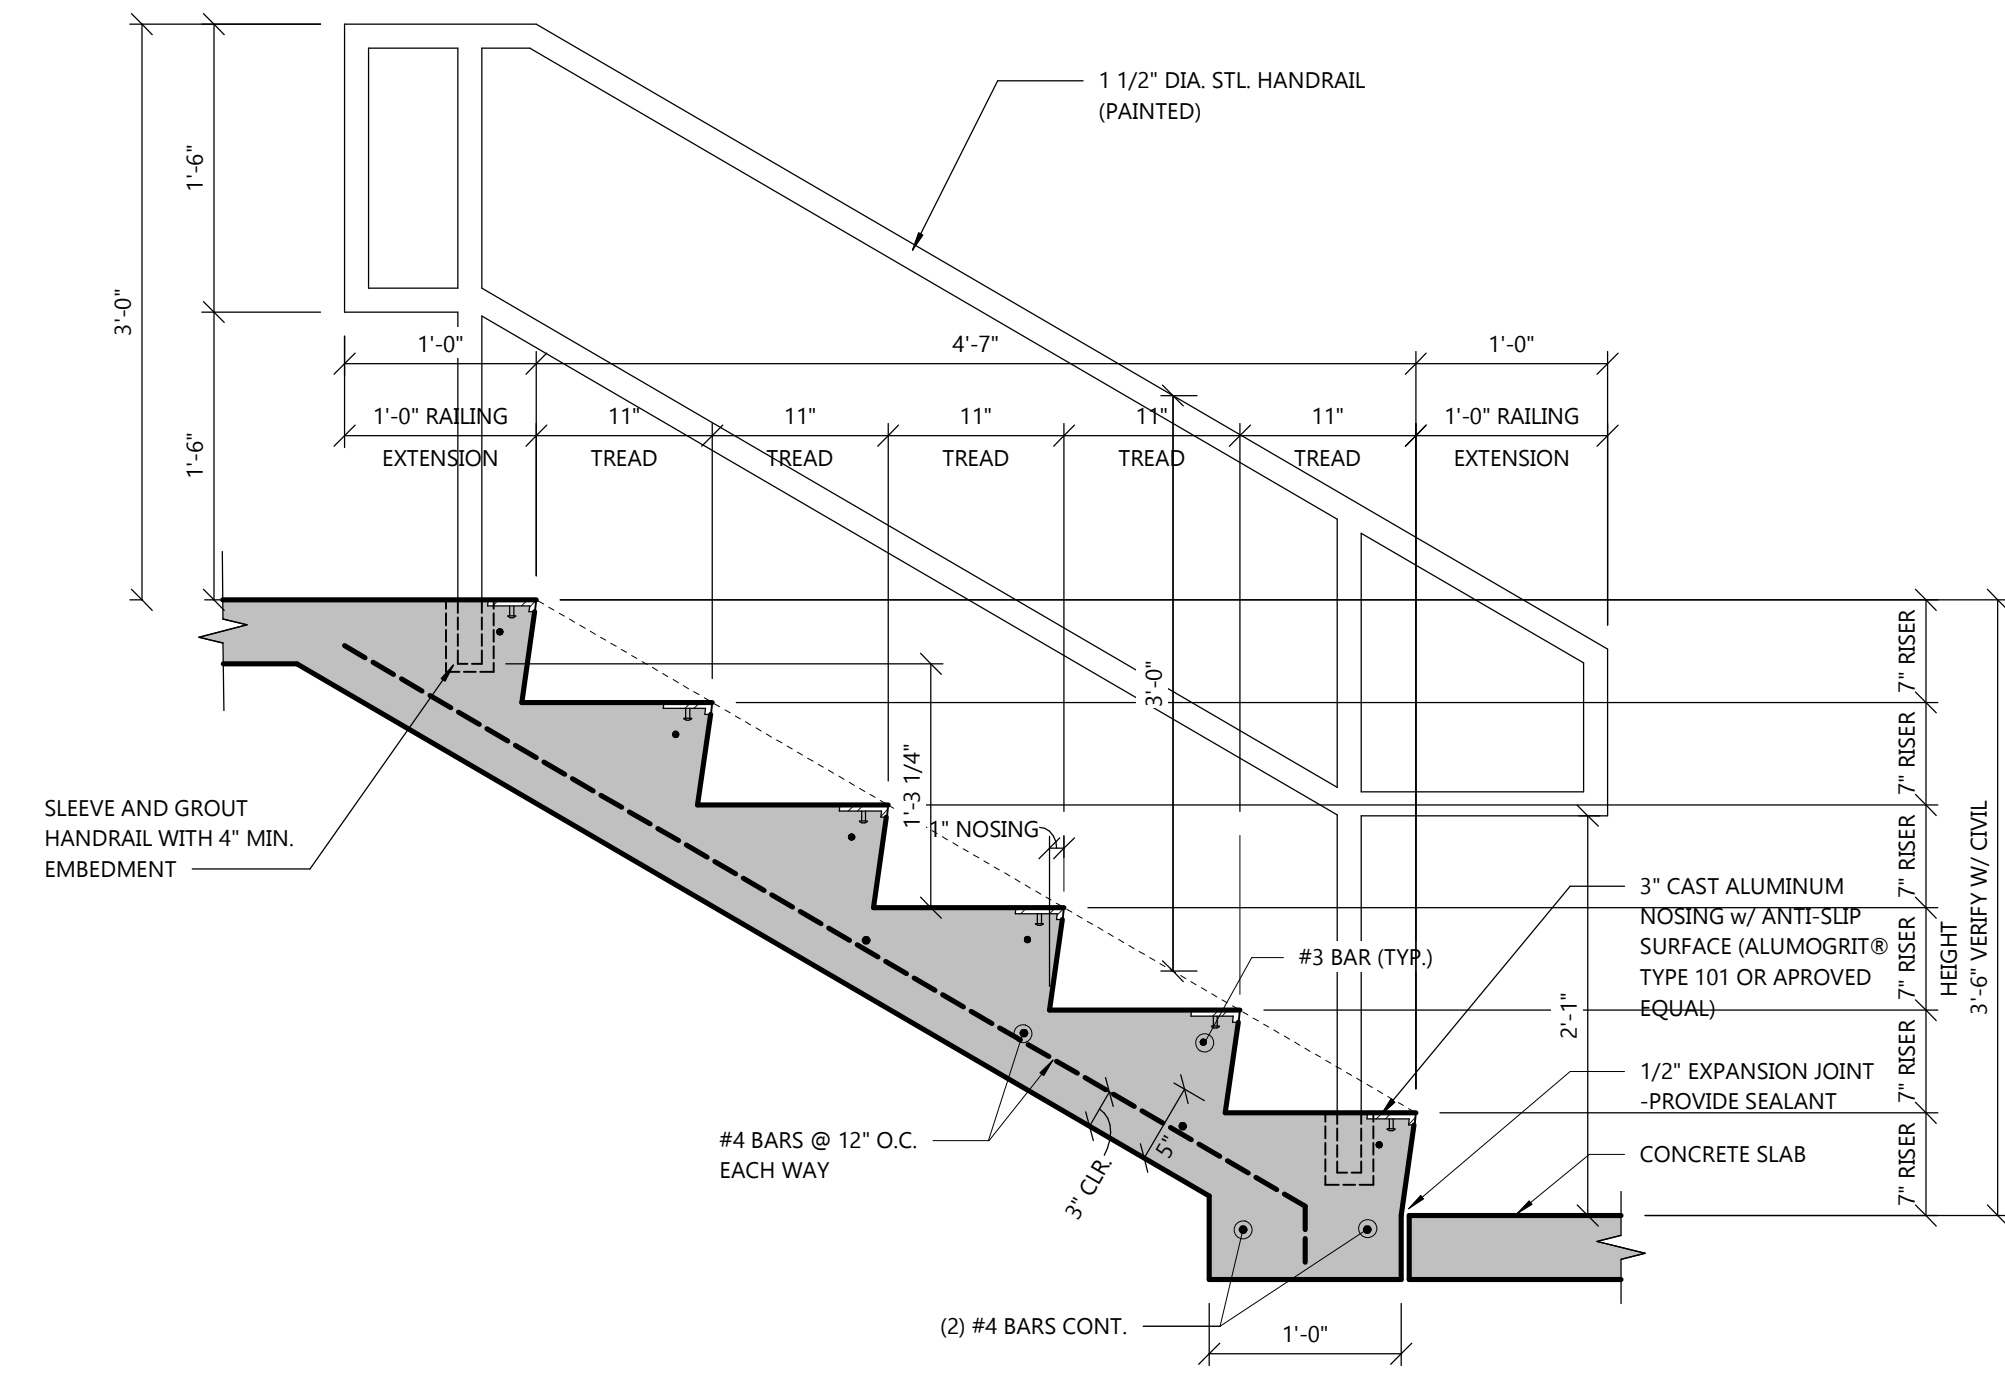 1 1/2" DIA. STL. HANDRAIL
(PAINTED)
1'-6"
3'-0"
1'-6"
1'-0"
4'-7"
1'-0"
1'-0" RAILING
EXTENSION
11"
TREAD
11"
TREAD
11"
TREAD
11"
TREAD
11"
TREAD
1'-0" RAILING
EXTENSION
3'-0"
1'-3 1/4"
1" NOSING
SLEEVE AND GROUT
HANDRAIL WITH 4" MIN.
EMBEDMENT
7" RISER
7" RISER
7" RISER
7" RISER
7" RISER
7" RISER
HEIGHT
3'-6" VERIFY W/ CIVIL
3" CAST ALUMINUM
NOSING w/ ANTI-SLIP
SURFACE (ALUMOGRIT®
TYPE 101 OR APROVED
EQUAL)
#3 BAR (TYP.)
2'-1"
1/2" EXPANSION JOINT
-PROVIDE SEALANT
CONCRETE SLAB
#4 BARS @ 12" O.C.
EACH WAY
3" CLR.
5"
(2) #4 BARS CONT.
1'-0"